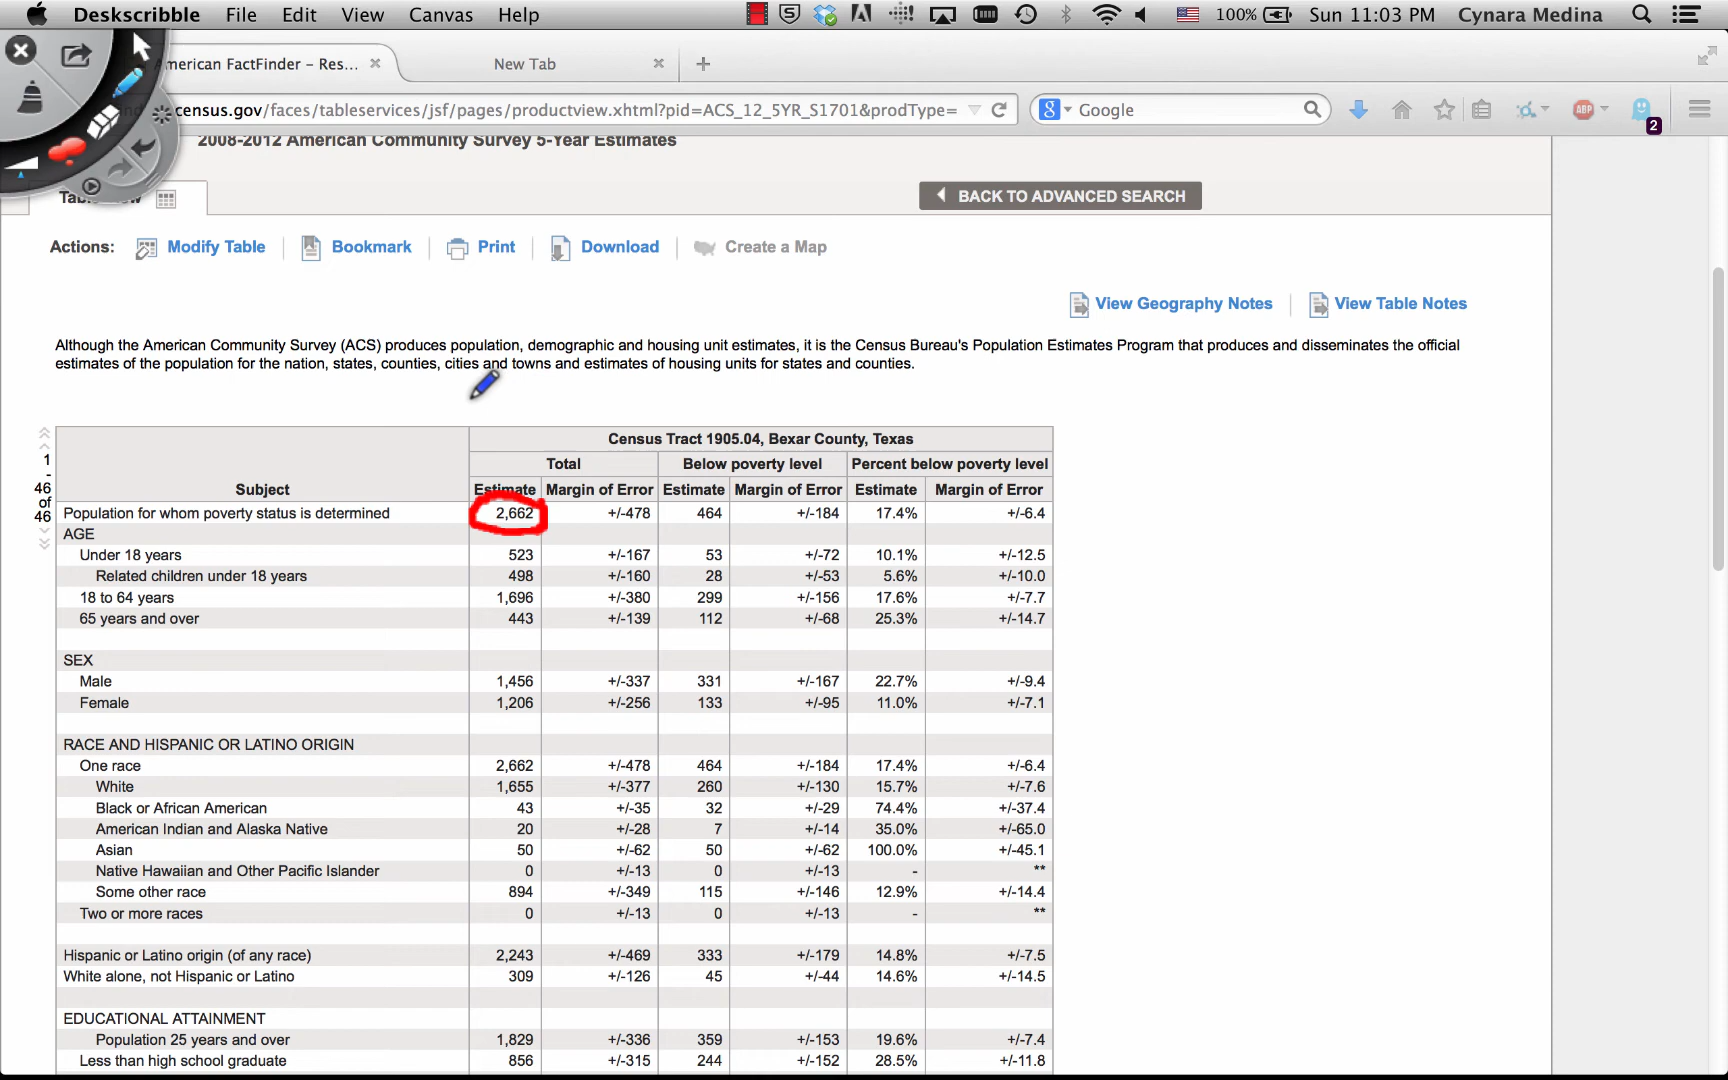 Deskscribble File Edit View Canvas Help 100% Sun 11:03 PM Cynara Medina
American FactFinder – Res... New Tab
census.gov/faces/tableservices/jsf/pages/productview.xhtml?pid=ACS_12_5YR_S1701&prodType= Google ABP 2
2008-2012 American Community Survey 5-Year Estimates
BACK TO ADVANCED SEARCH
Actions: Modify Table Bookmark Print Download Create a Map
View Geography Notes View Table Notes
Although the American Community Survey (ACS) produces population, demographic and housing unit estimates, it is the Census Bureau's Population Estimates Program that produces and disseminates the official
estimates of the population for the nation, states, counties, cities and towns and estimates of housing units for states and counties.
1 - 46 of 46
Census Tract 1905.04, Bexar County, Texas
Total Below poverty level Percent below poverty level
Subject Estimate Margin of Error Estimate Margin of Error Estimate Margin of Error
Population for whom poverty status is determined 2,662 +/-478 464 +/-184 17.4% +/-6.4
AGE
Under 18 years 523 +/-167 53 +/-72 10.1% +/-12.5
Related children under 18 years 498 +/-160 28 +/-53 5.6% +/-10.0
18 to 64 years 1,696 +/-380 299 +/-156 17.6% +/-7.7
65 years and over 443 +/-139 112 +/-68 25.3% +/-14.7
SEX
Male 1,456 +/-337 331 +/-167 22.7% +/-9.4
Female 1,206 +/-256 133 +/-95 11.0% +/-7.1
RACE AND HISPANIC OR LATINO ORIGIN
One race 2,662 +/-478 464 +/-184 17.4% +/-6.4
White 1,655 +/-377 260 +/-130 15.7% +/-7.6
Black or African American 43 +/-35 32 +/-29 74.4% +/-37.4
American Indian and Alaska Native 20 +/-28 7 +/-14 35.0% +/-65.0
Asian 50 +/-62 50 +/-62 100.0% +/-45.1
Native Hawaiian and Other Pacific Islander 0 +/-13 0 +/-13 - **
Some other race 894 +/-349 115 +/-146 12.9% +/-14.4
Two or more races 0 +/-13 0 +/-13 - **
Hispanic or Latino origin (of any race) 2,243 +/-469 333 +/-179 14.8% +/-7.5
White alone, not Hispanic or Latino 309 +/-126 45 +/-44 14.6% +/-14.5
EDUCATIONAL ATTAINMENT
Population 25 years and over 1,829 +/-336 359 +/-153 19.6% +/-7.4
Less than high school graduate 856 +/-315 244 +/-152 28.5% +/-11.8